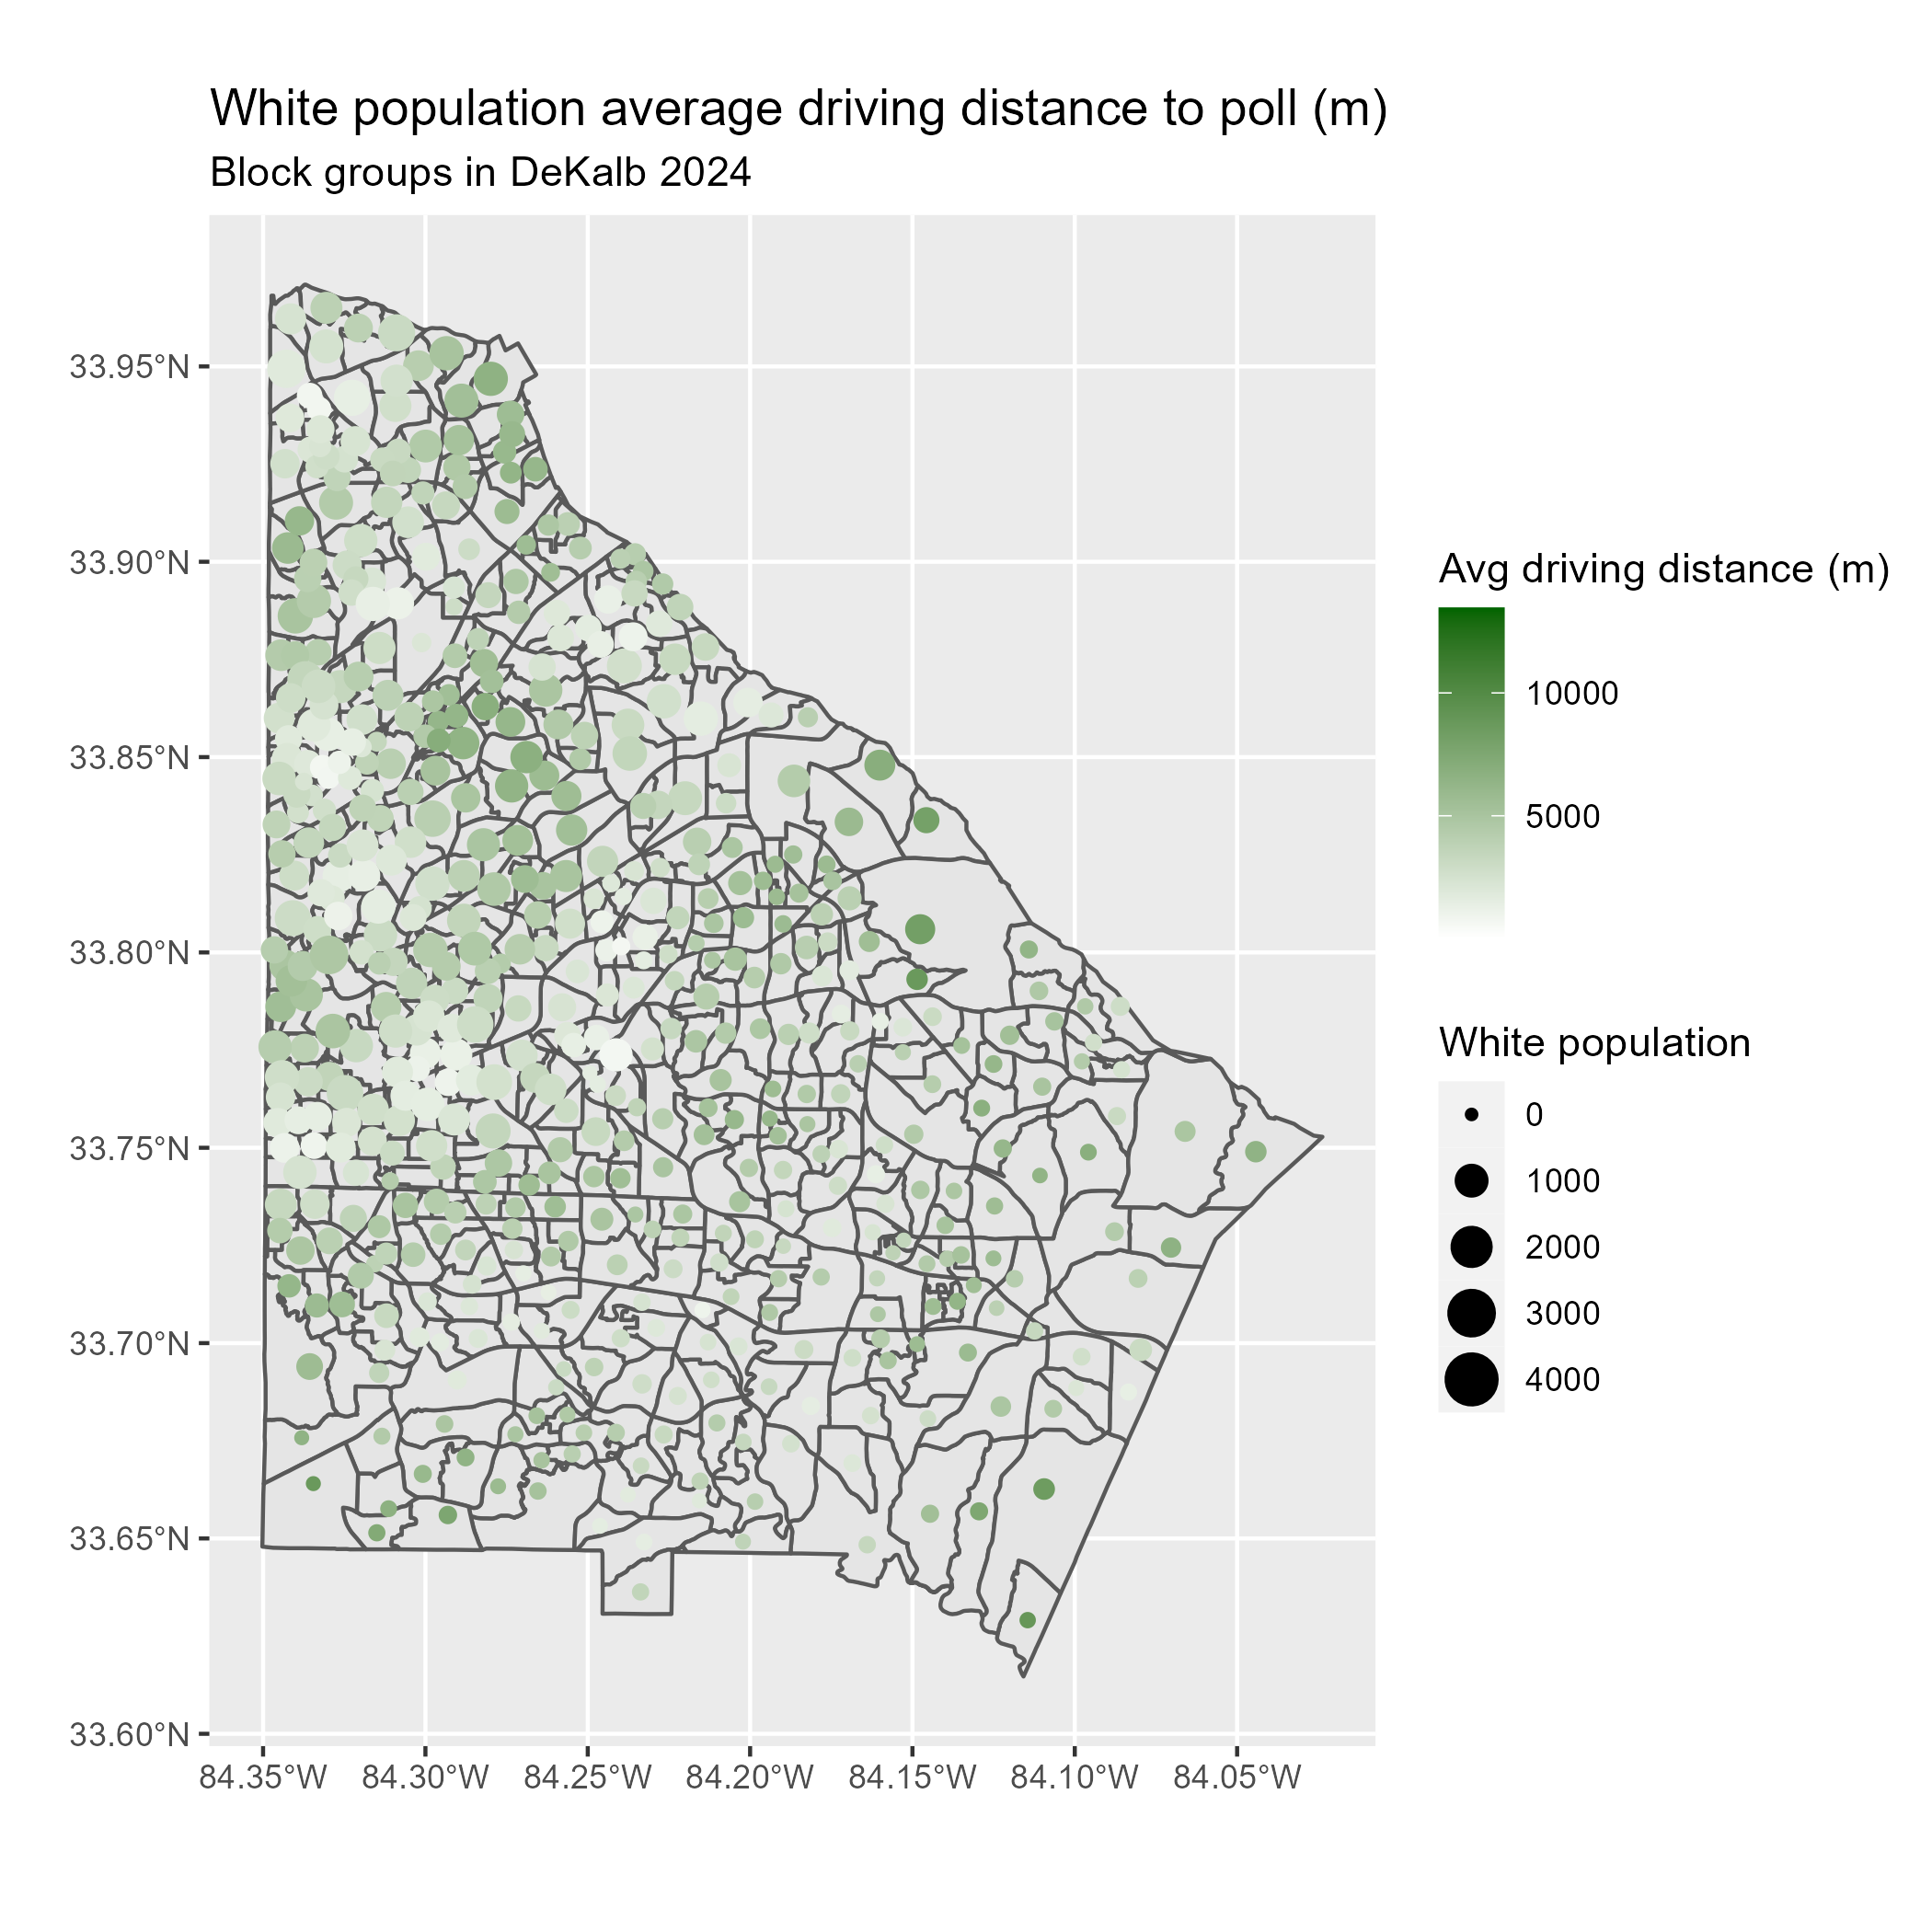 White population average driving distance to poll (m)
Block groups in DeKalb 2024
33.95°N
33.90°N
33.85°N
33.80°N
33.75°N
33.70°N
33.65°N
33.60°N
84.35°W 84.30°W 84.25°W 84.20°W 84.15°W 84.10°W 84.05°W
Avg driving distance (m)
10000
5000
White population
0
1000
2000
3000
4000